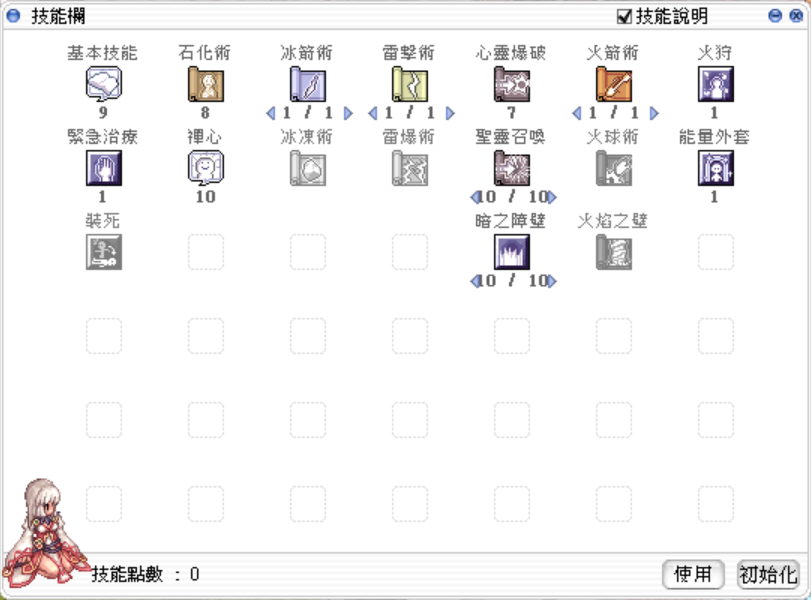 技能欄 技能說明
基本技能 石化術 冰箭術 雷擊術 心靈爆破 火箭術 火狩
9 8 1 / 1 1 / 1 7 1 / 1 1
緊急治療 禪心 冰凍術 雷爆術 聖靈召喚 火球術 能量外套
1 10 10 / 10 1
裝死 暗之障壁 火焰之壁
10 / 10
技能點數 : 0 使用 初始化